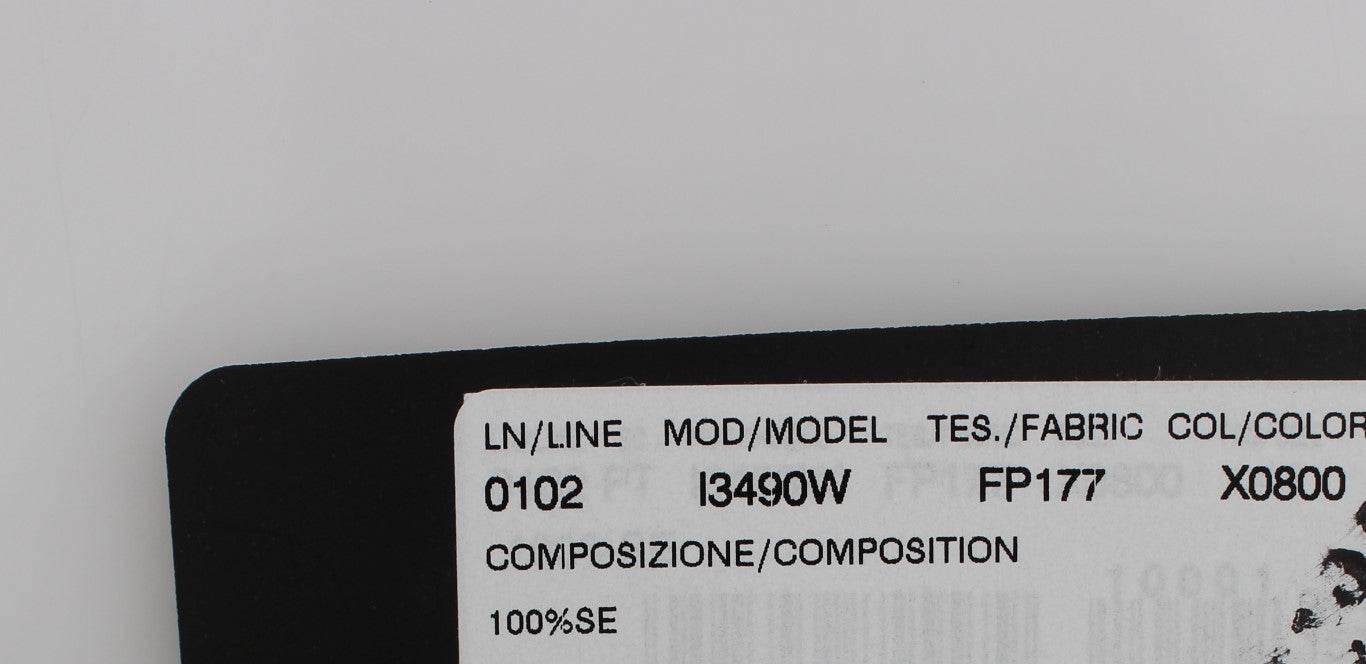 LN/LINE MOD/MODEL TES./FABRIC COL/COLOR
0102 I3490W FP177 X0800
COMPOSIZIONE/COMPOSITION
100%SE